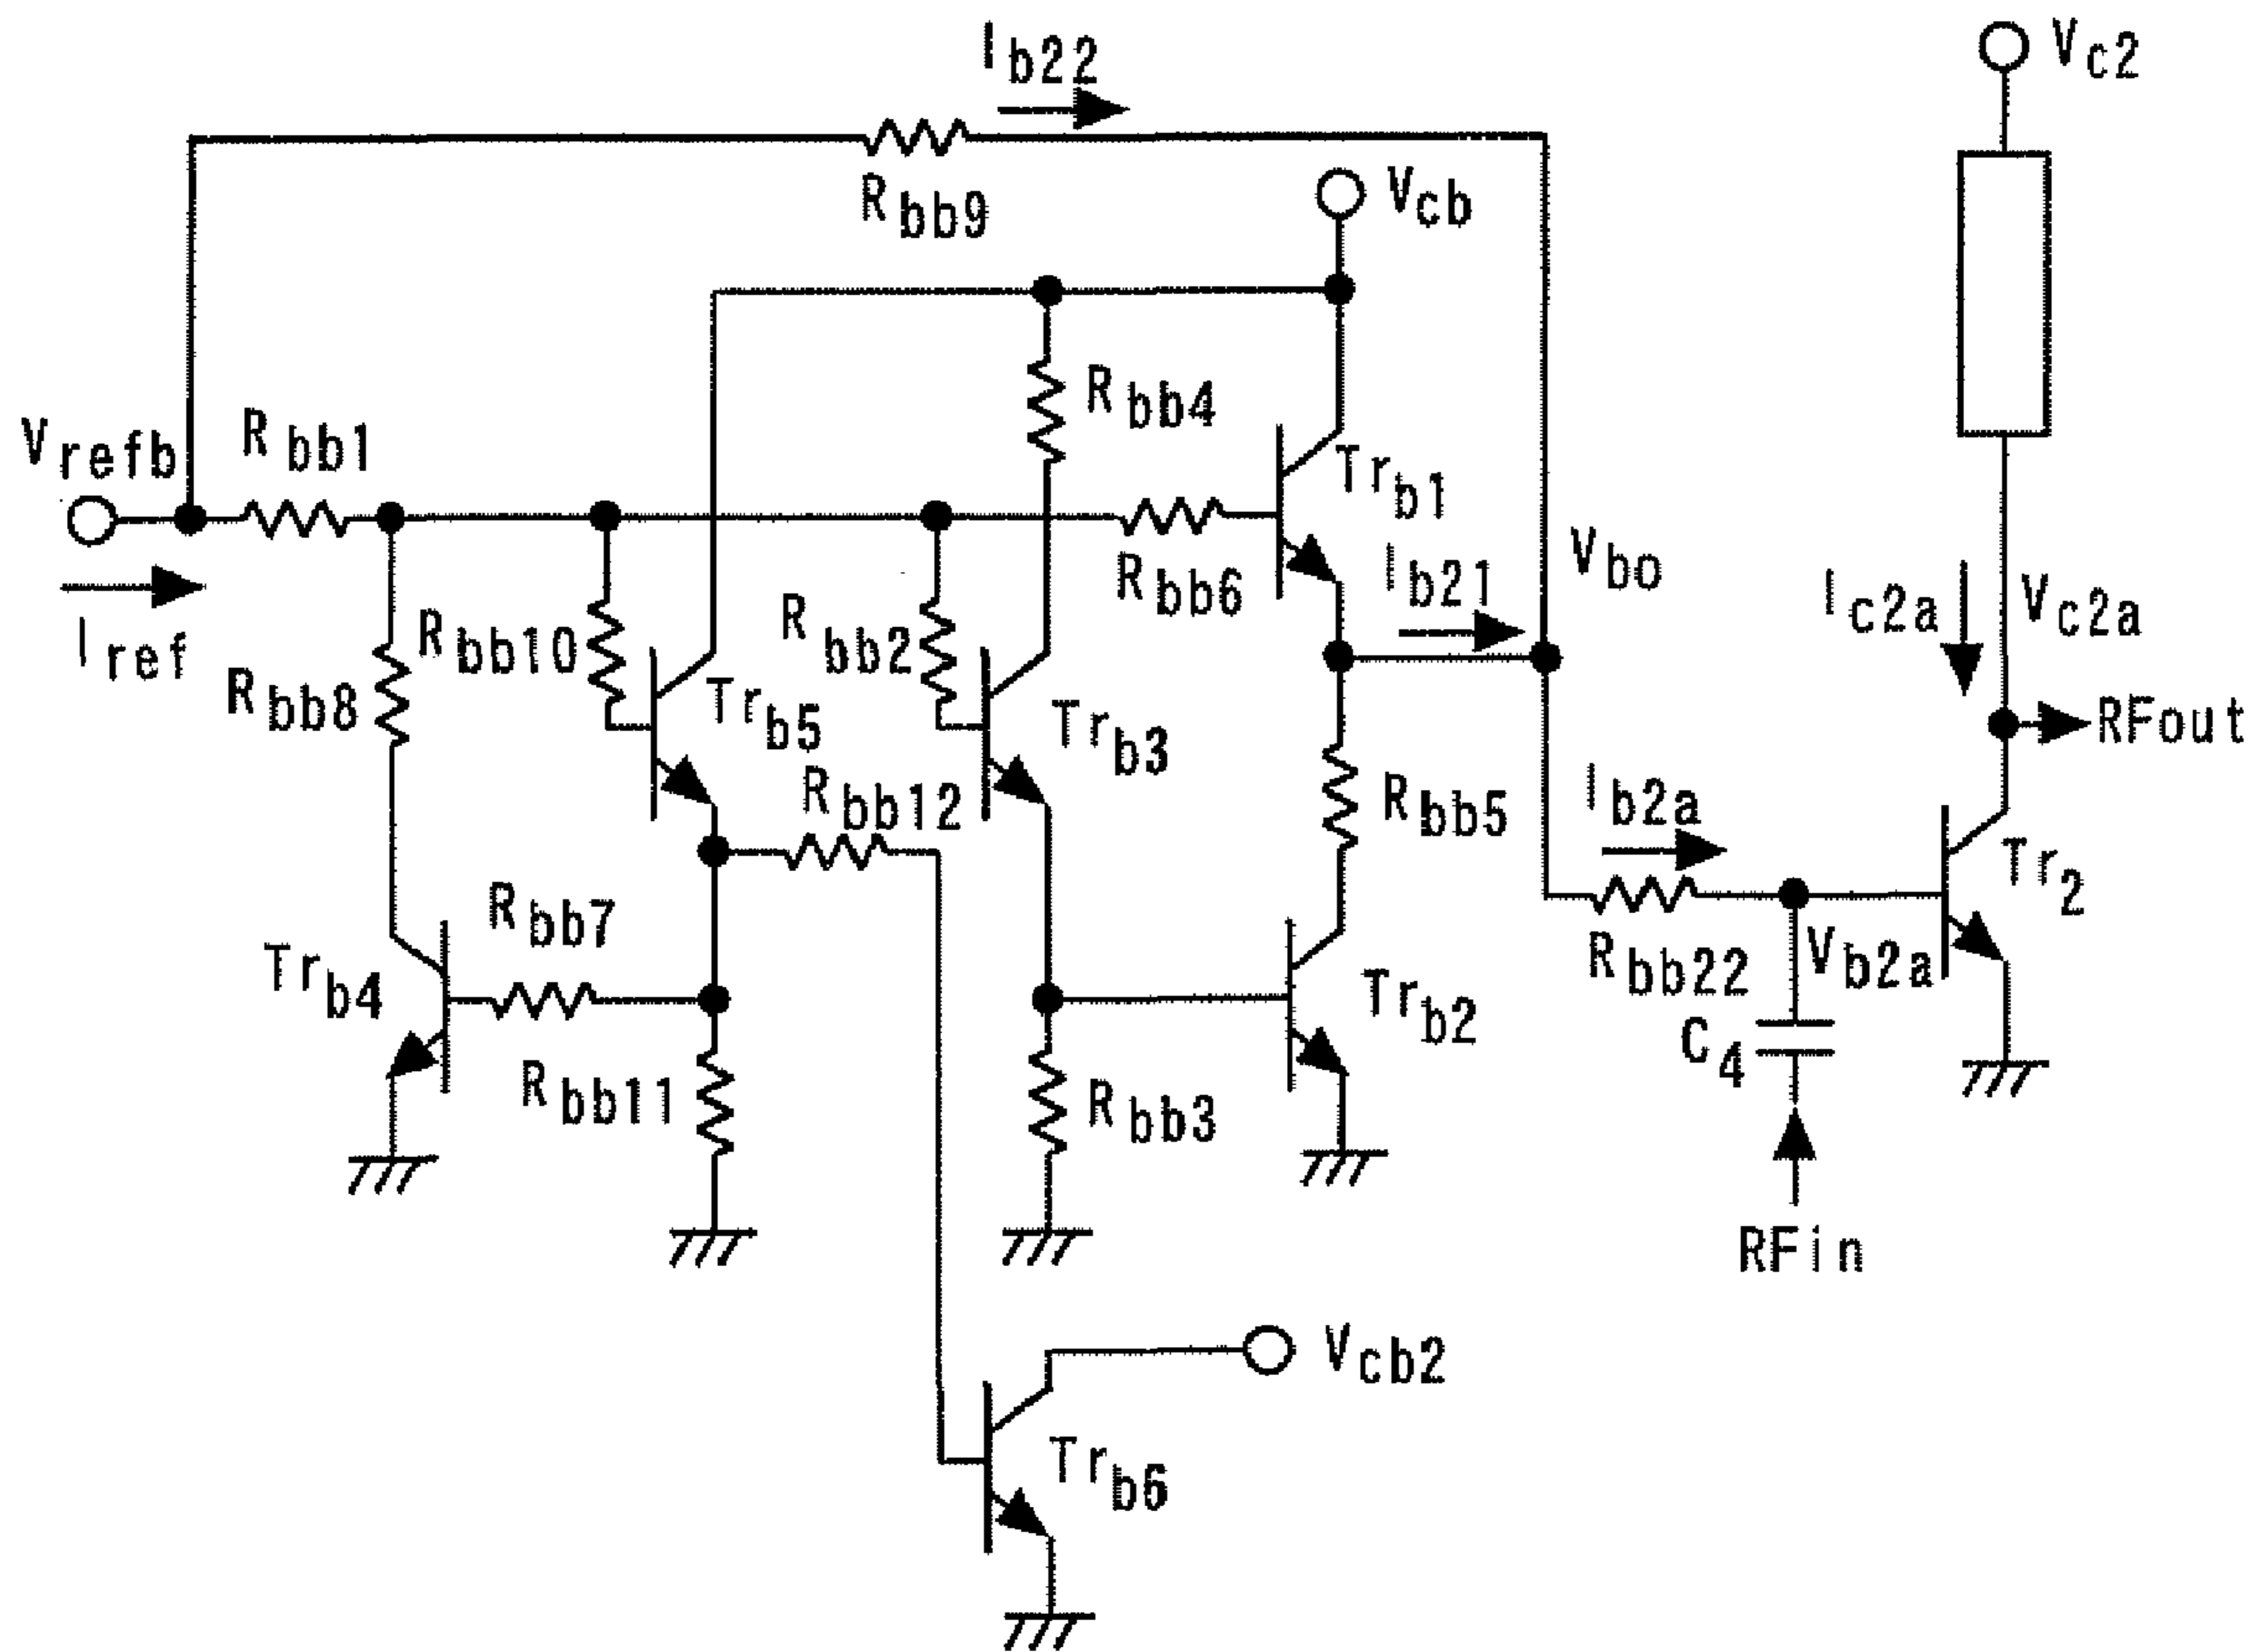 Ib22
Vc2
Rbb9
Vcb
Rbb4
Vrefb
Rbb1
Trb1
Iref
Rbb6
Ib21
Vbo
Ic2a
Vc2a
Rbb8
Rbb10
Rbb2
Trb5
Trb3
RFout
Rbb12
Rbb5
Ib2a
Tr2
Rbb7
Trb4
Rbb22
Vb2a
Trb2
C4
Rbb11
Rbb3
RFin
Vcb2
Trb6